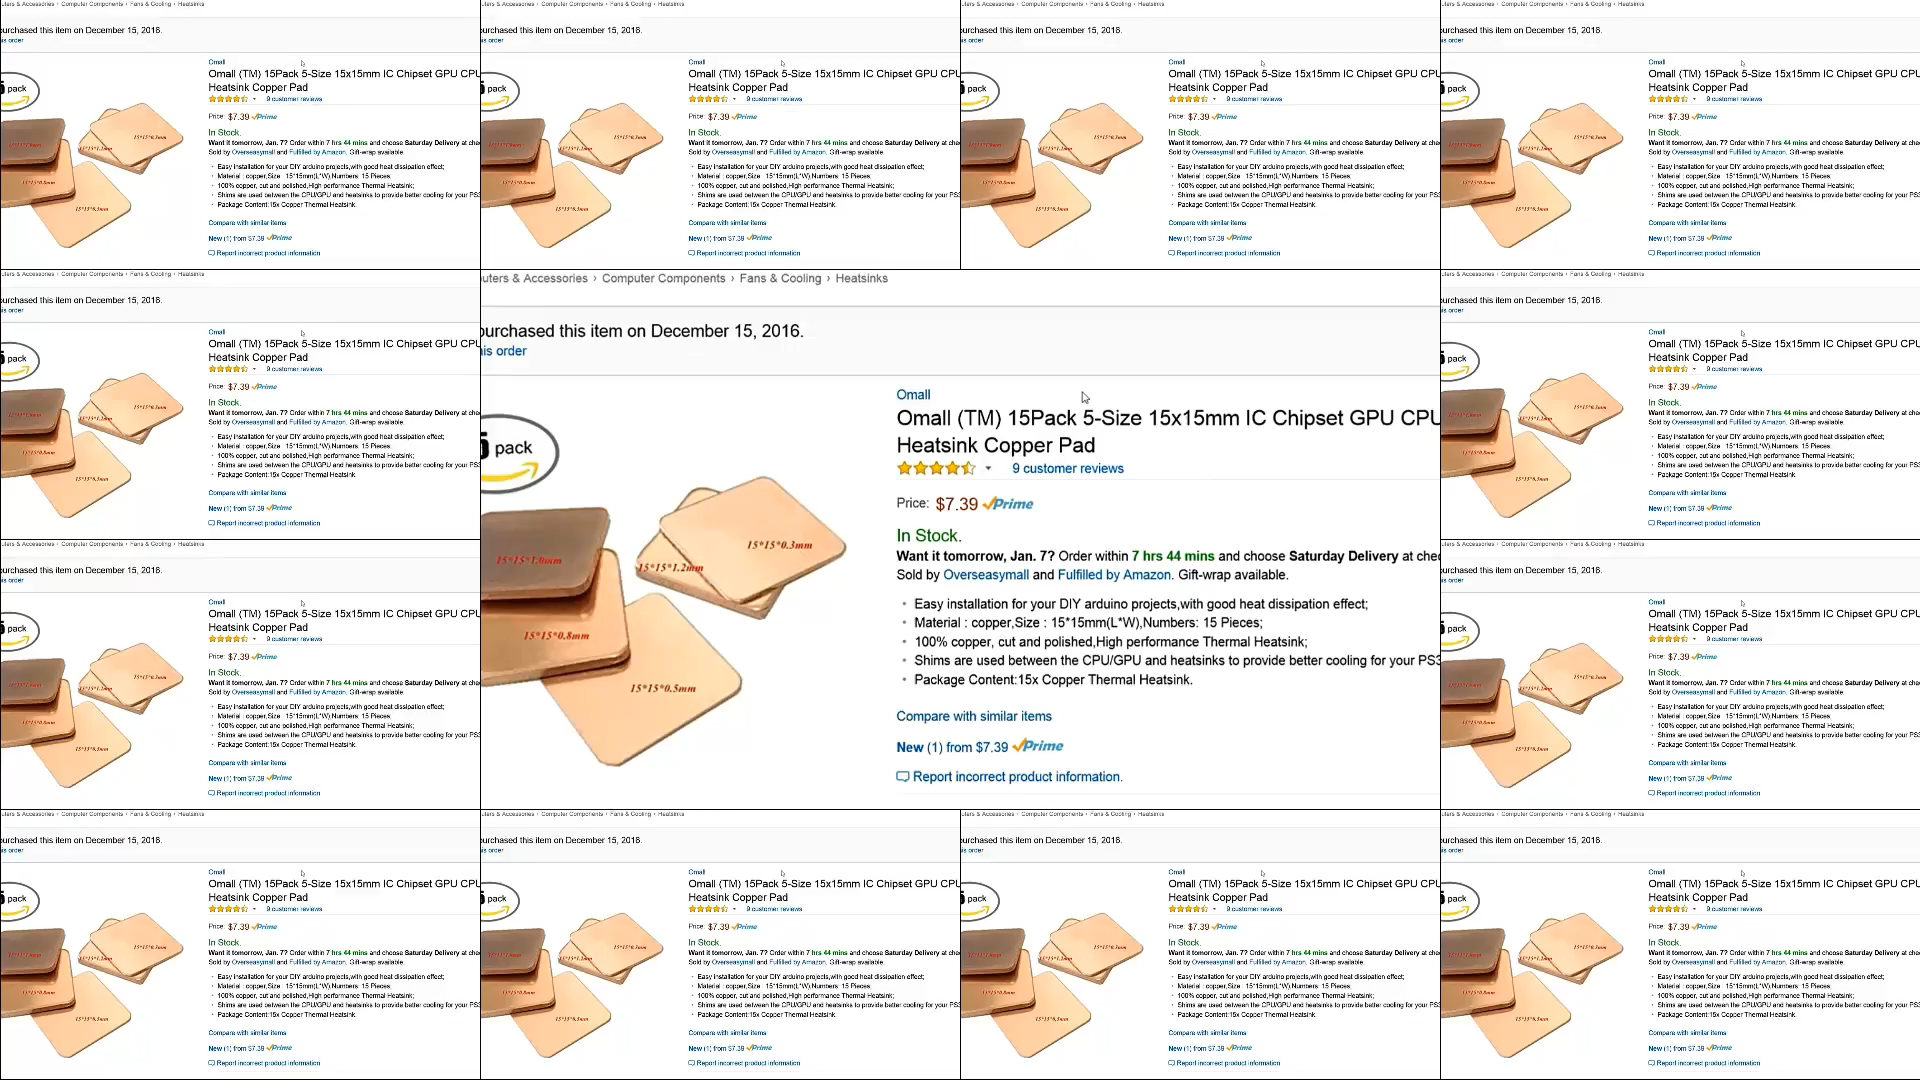 uters & Accessories › Computer Components › Fans & Cooling › Heatsinks
urchased this item on December 15, 2016.
is order
pack
15*15*0.3mm
15*15*1.2mm
15*15*1.0mm
15*15*0.8mm
15*15*0.5mm
Omall
Omall (TM) 15Pack 5-Size 15x15mm IC Chipset GPU CPU
Heatsink Copper Pad
9 customer reviews
Price: $7.39 Prime
In Stock.
Want it tomorrow, Jan. 7? Order within 7 hrs 44 mins and choose Saturday Delivery at chec
Sold by Overseasymall and Fulfilled by Amazon. Gift-wrap available.
• Easy installation for your DIY arduino projects,with good heat dissipation effect;
• Material : copper,Size : 15*15mm(L*W),Numbers: 15 Pieces;
• 100% copper, cut and polished,High performance Thermal Heatsink;
• Shims are used between the CPU/GPU and heatsinks to provide better cooling for your PS3
• Package Content:15x Copper Thermal Heatsink.
Compare with similar items
New (1) from $7.39 Prime
Report incorrect product information.